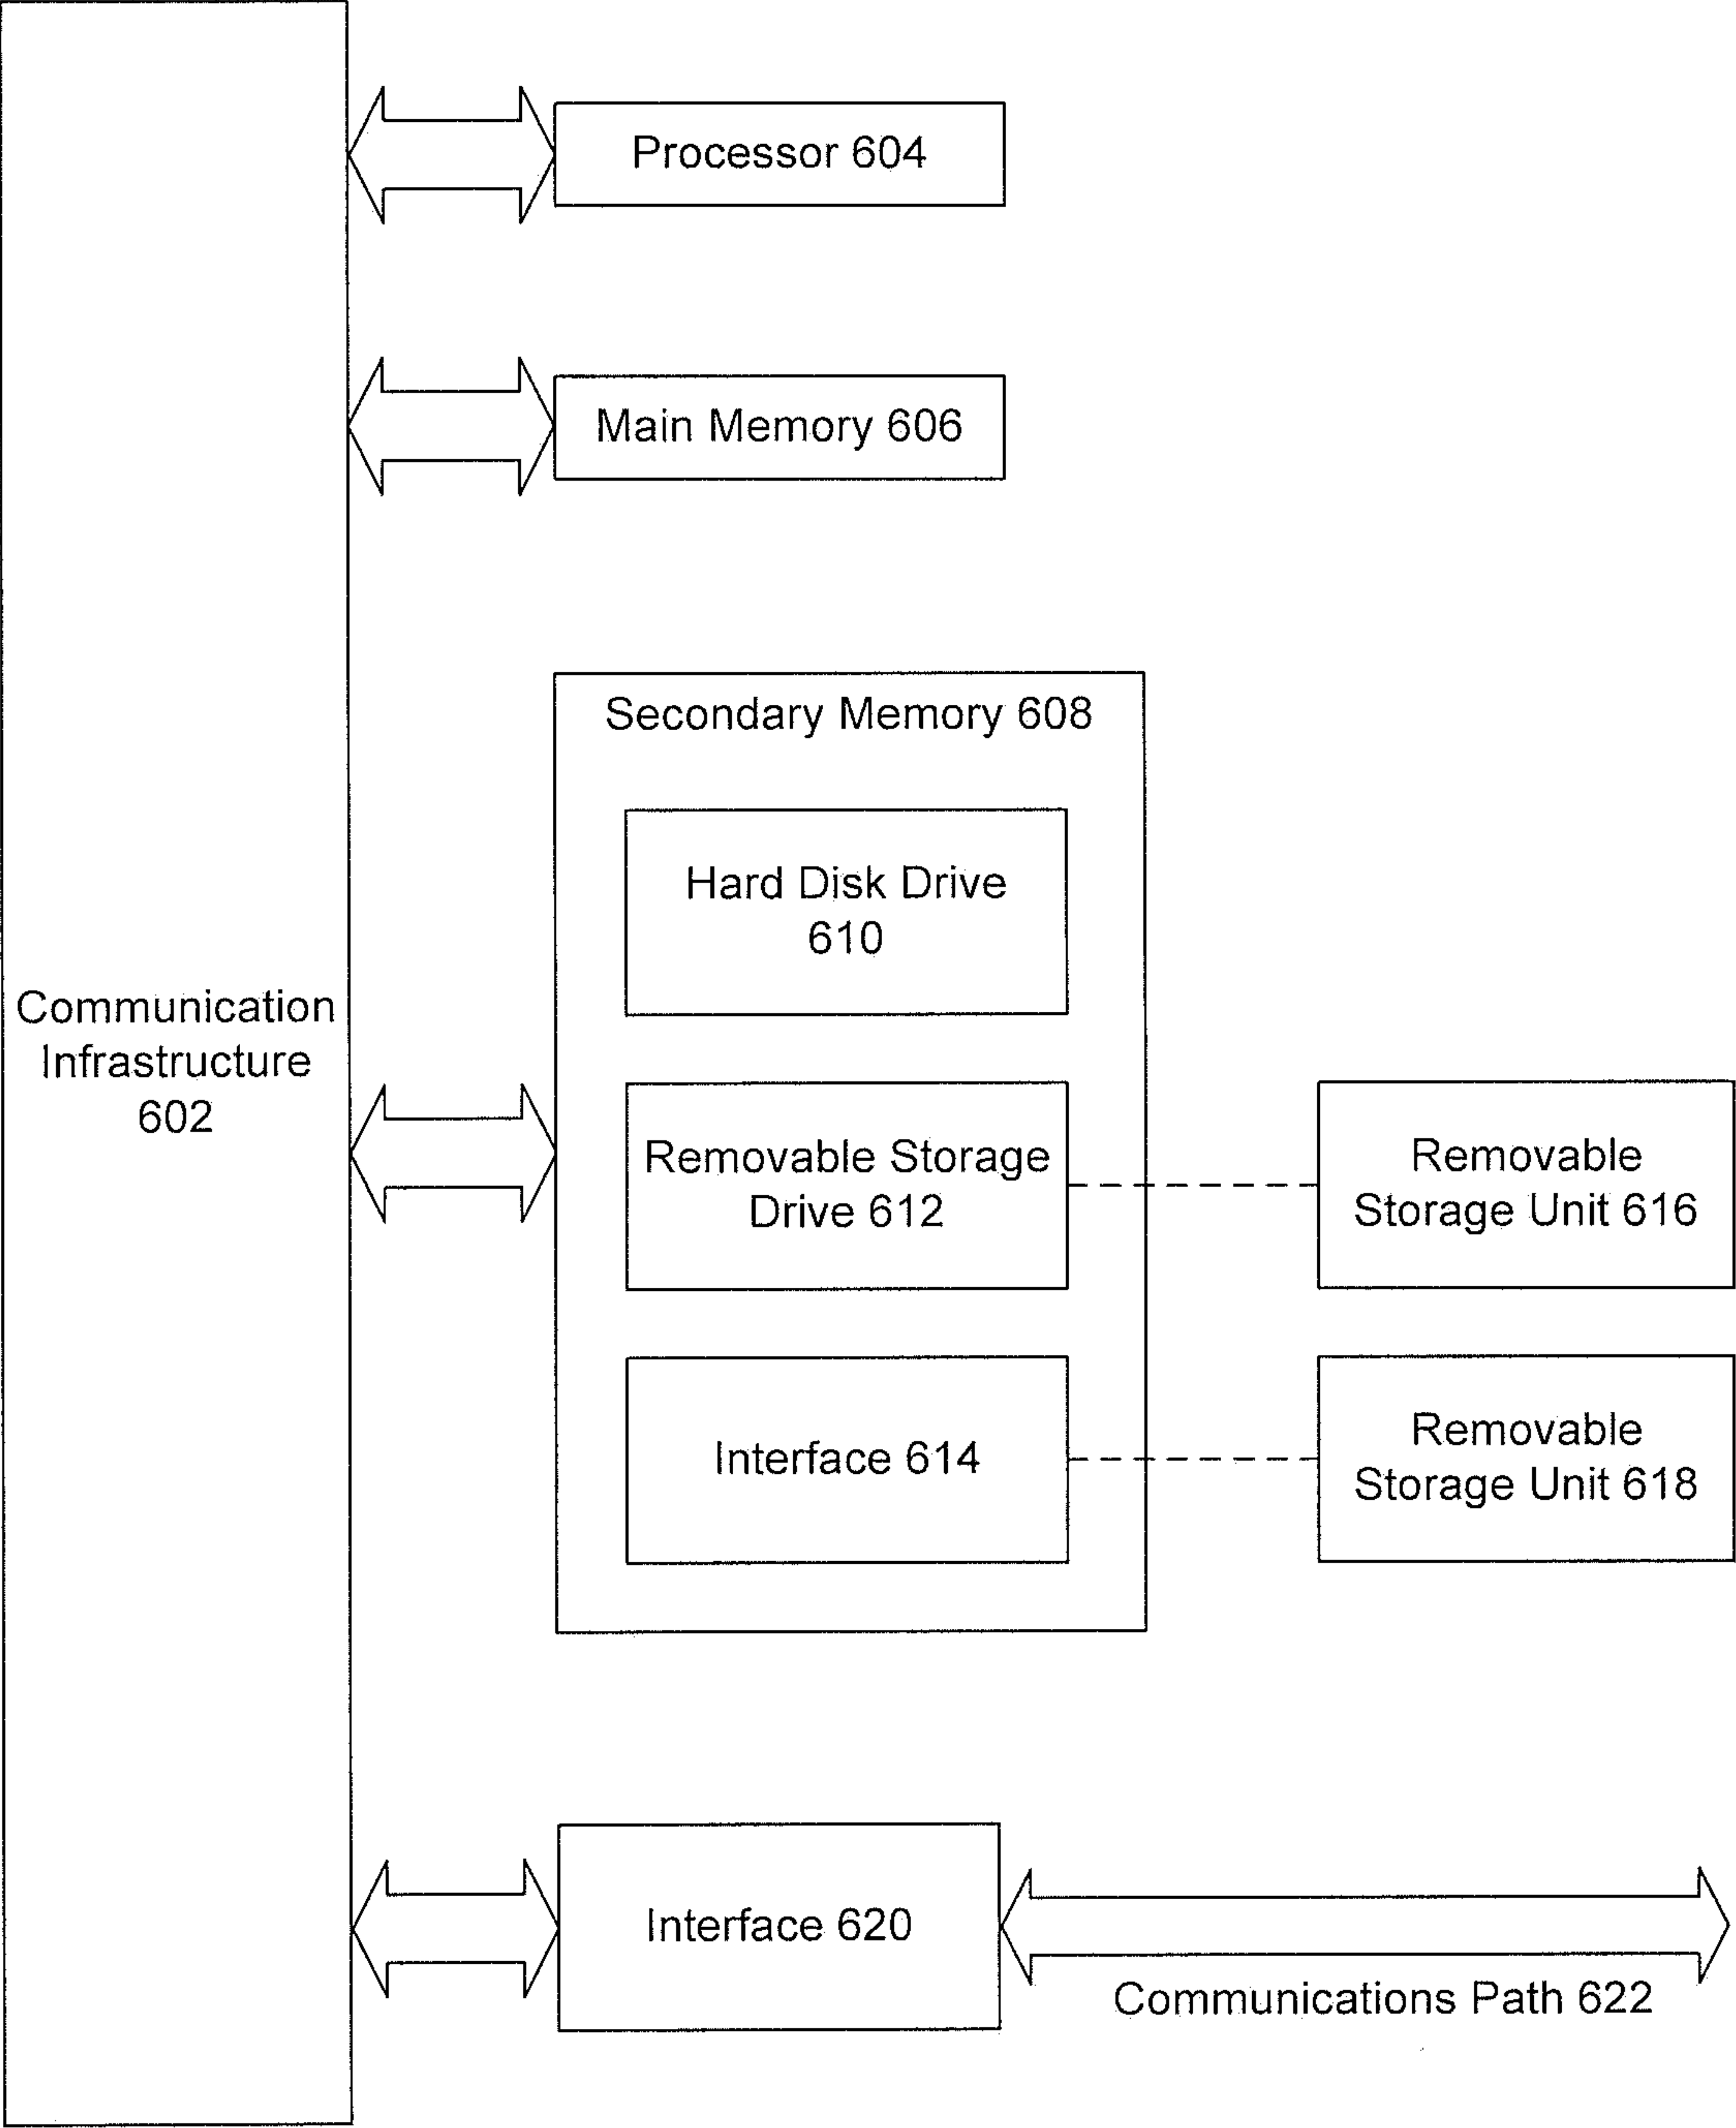 Processor 604
Main Memory 606
Secondary Memory 608
Hard Disk Drive
610
Communication
Infrastructure
602
Removable Storage
Drive 612
Removable
Storage Unit 616
Interface 614
Removable
Storage Unit 618
Interface 620
Communications Path 622